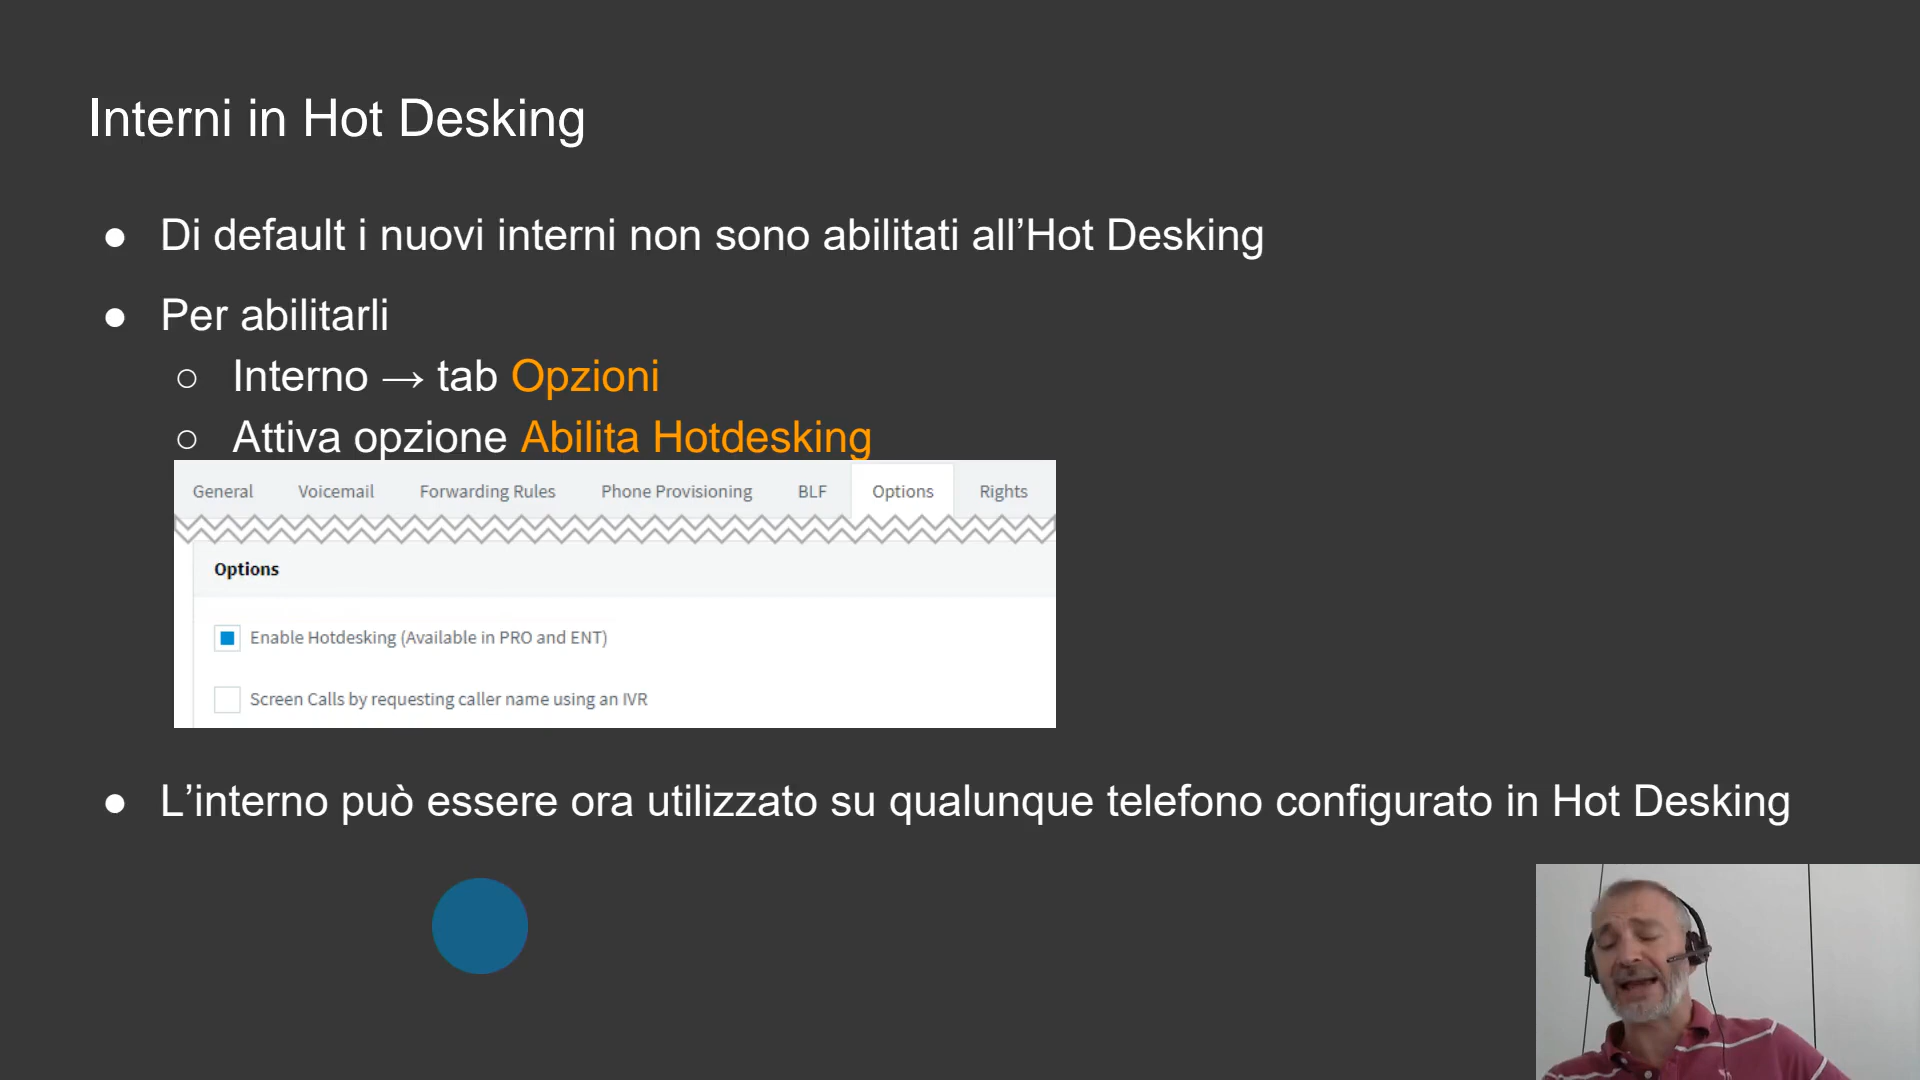 Interni in Hot Desking
● Di default i nuovi interni non sono abilitati all’Hot Desking
● Per abilitarli
○ Interno → tab Opzioni
○ Attiva opzione Abilita Hotdesking
General Voicemail Forwarding Rules Phone Provisioning BLF Options Rights
Options
Enable Hotdesking (Available in PRO and ENT)
Screen Calls by requesting caller name using an IVR
● L’interno può essere ora utilizzato su qualunque telefono configurato in Hot Desking